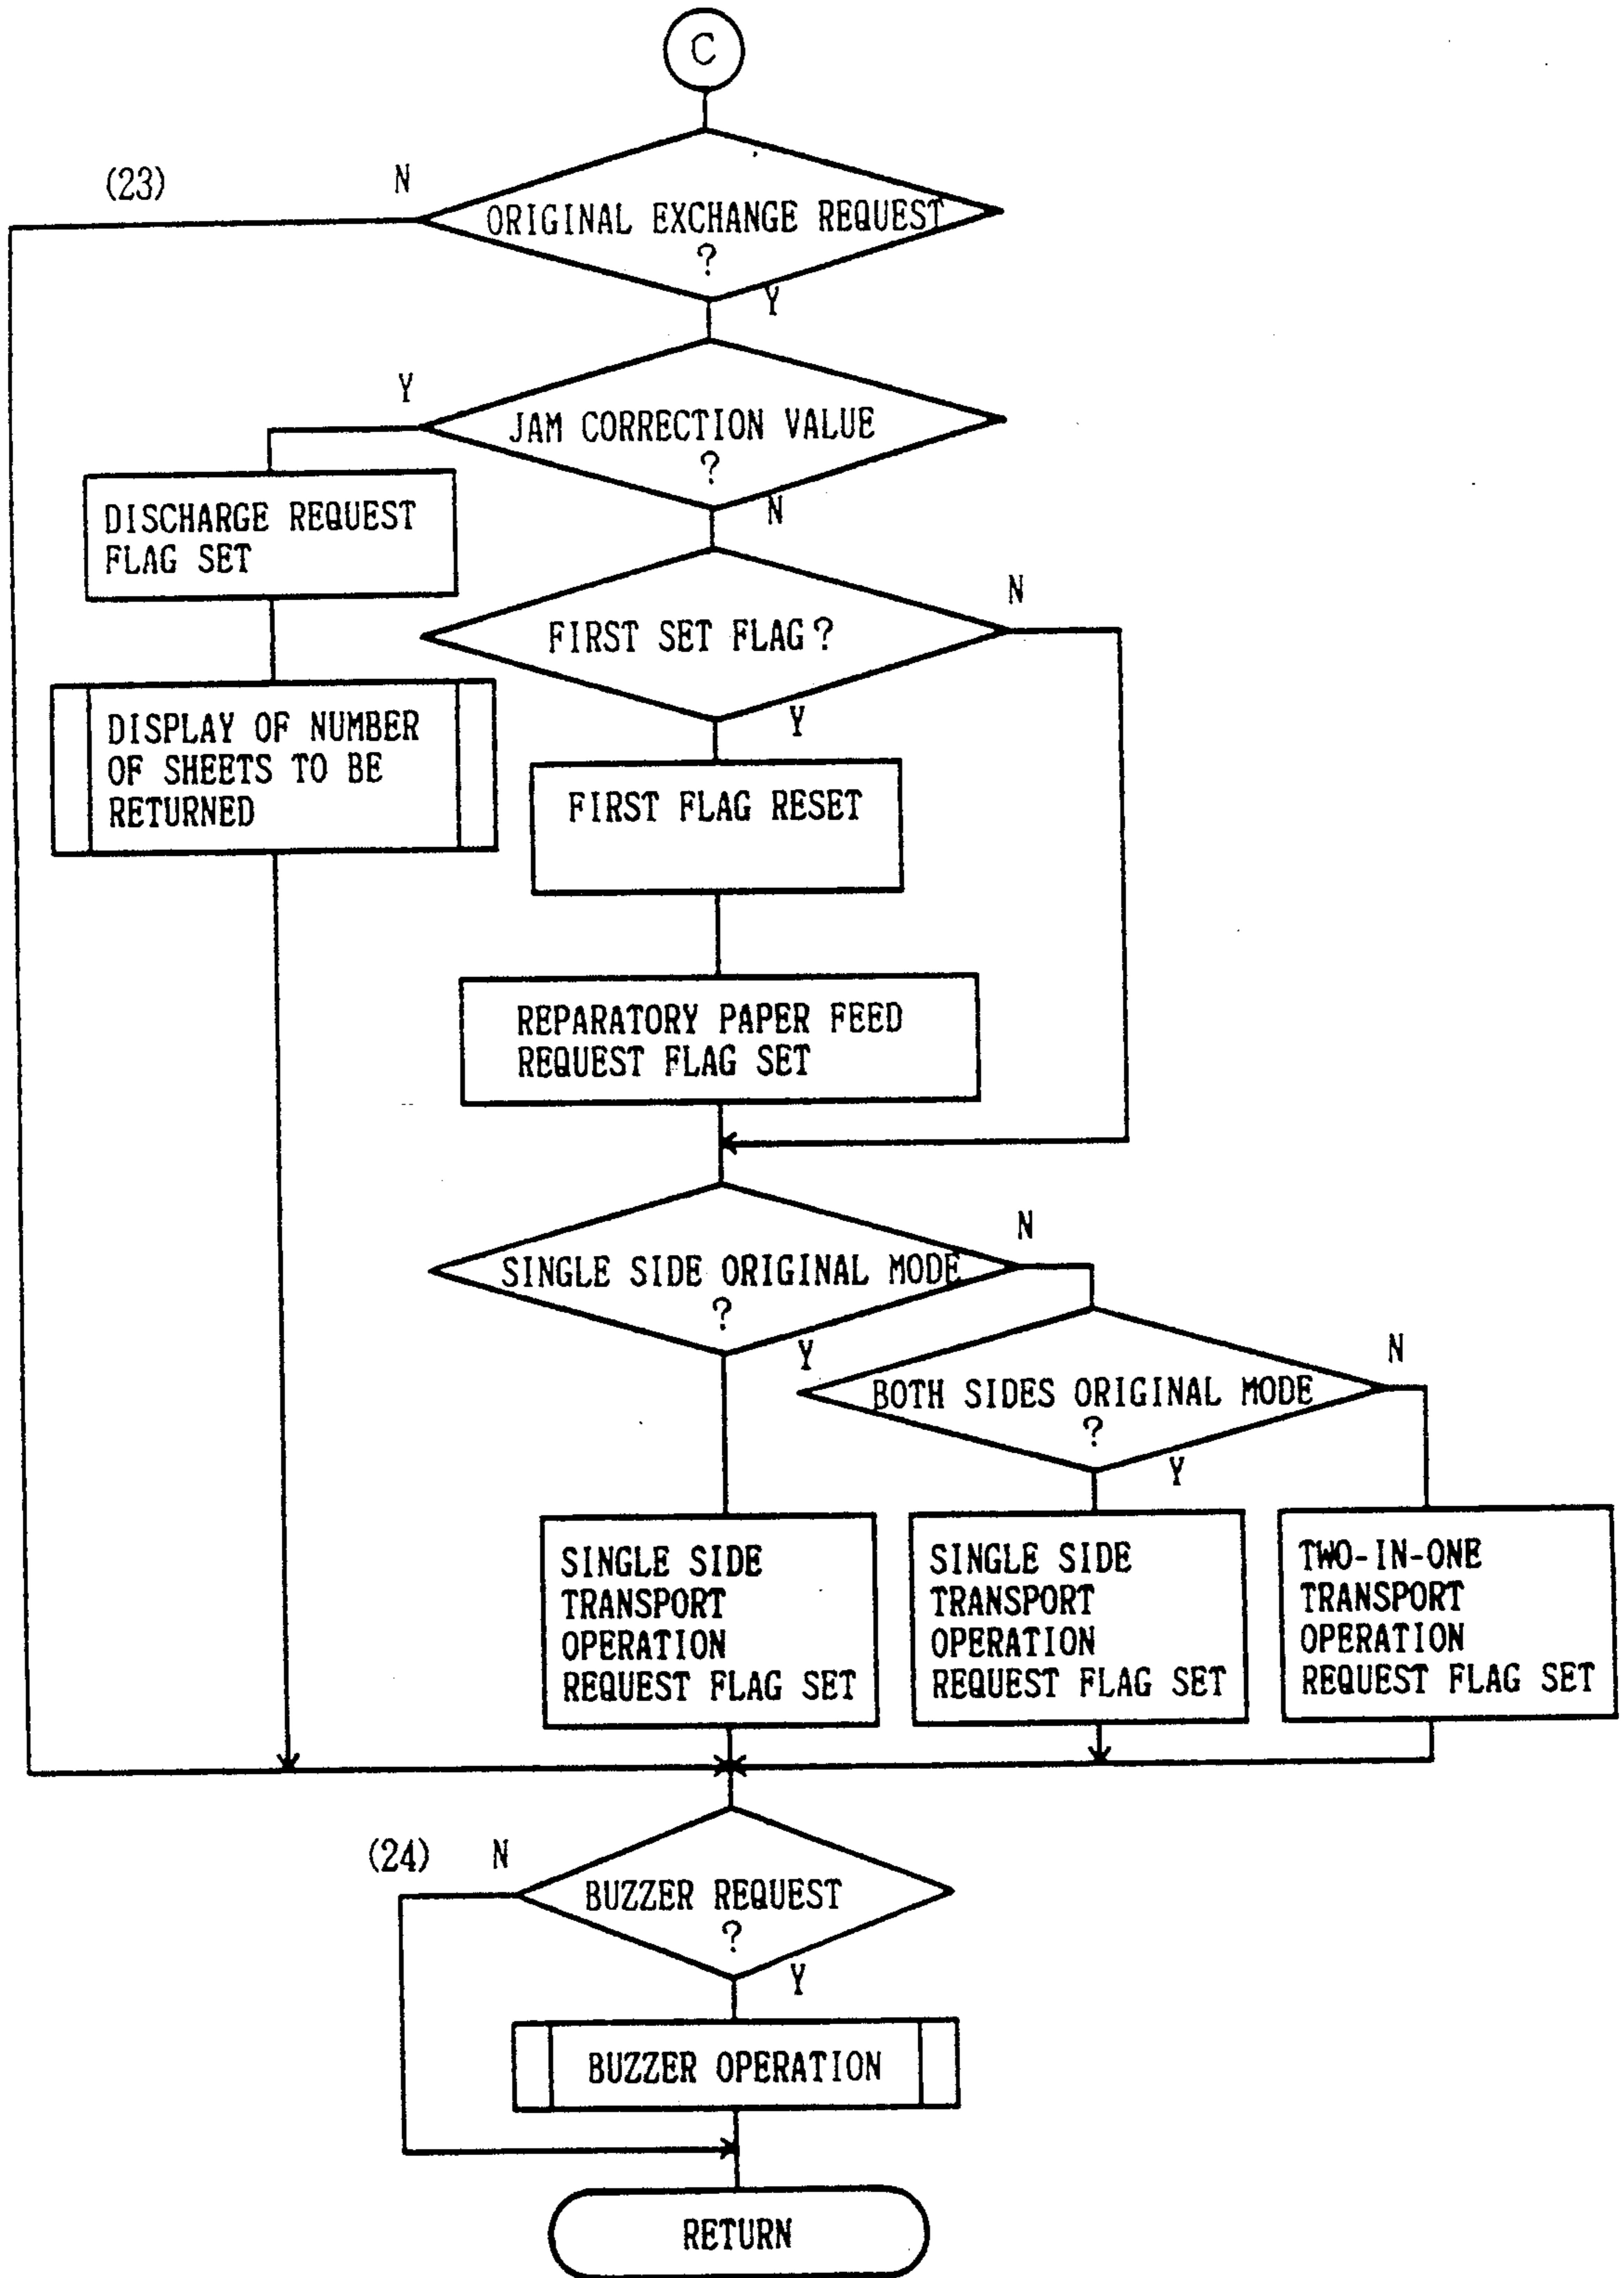 C
(23)
N
ORIGINAL EXCHANGE REQUEST
?
Y
Y
JAM CORRECTION VALUE
?
N
DISCHARGE REQUEST
FLAG SET
N
FIRST SET FLAG?
Y
DISPLAY OF NUMBER
OF SHEETS TO BE
RETURNED
FIRST FLAG RESET
REPARATORY PAPER FEED
REQUEST FLAG SET
N
SINGLE SIDE ORIGINAL MODE
?
Y
N
BOTH SIDES ORIGINAL MODE
?
Y
SINGLE SIDE
TRANSPORT
OPERATION
REQUEST FLAG SET
SINGLE SIDE
TRANSPORT
OPERATION
REQUEST FLAG SET
TWO-IN-ONE
TRANSPORT
OPERATION
REQUEST FLAG SET
(24)
N
BUZZER REQUEST
?
Y
BUZZER OPERATION
RETURN